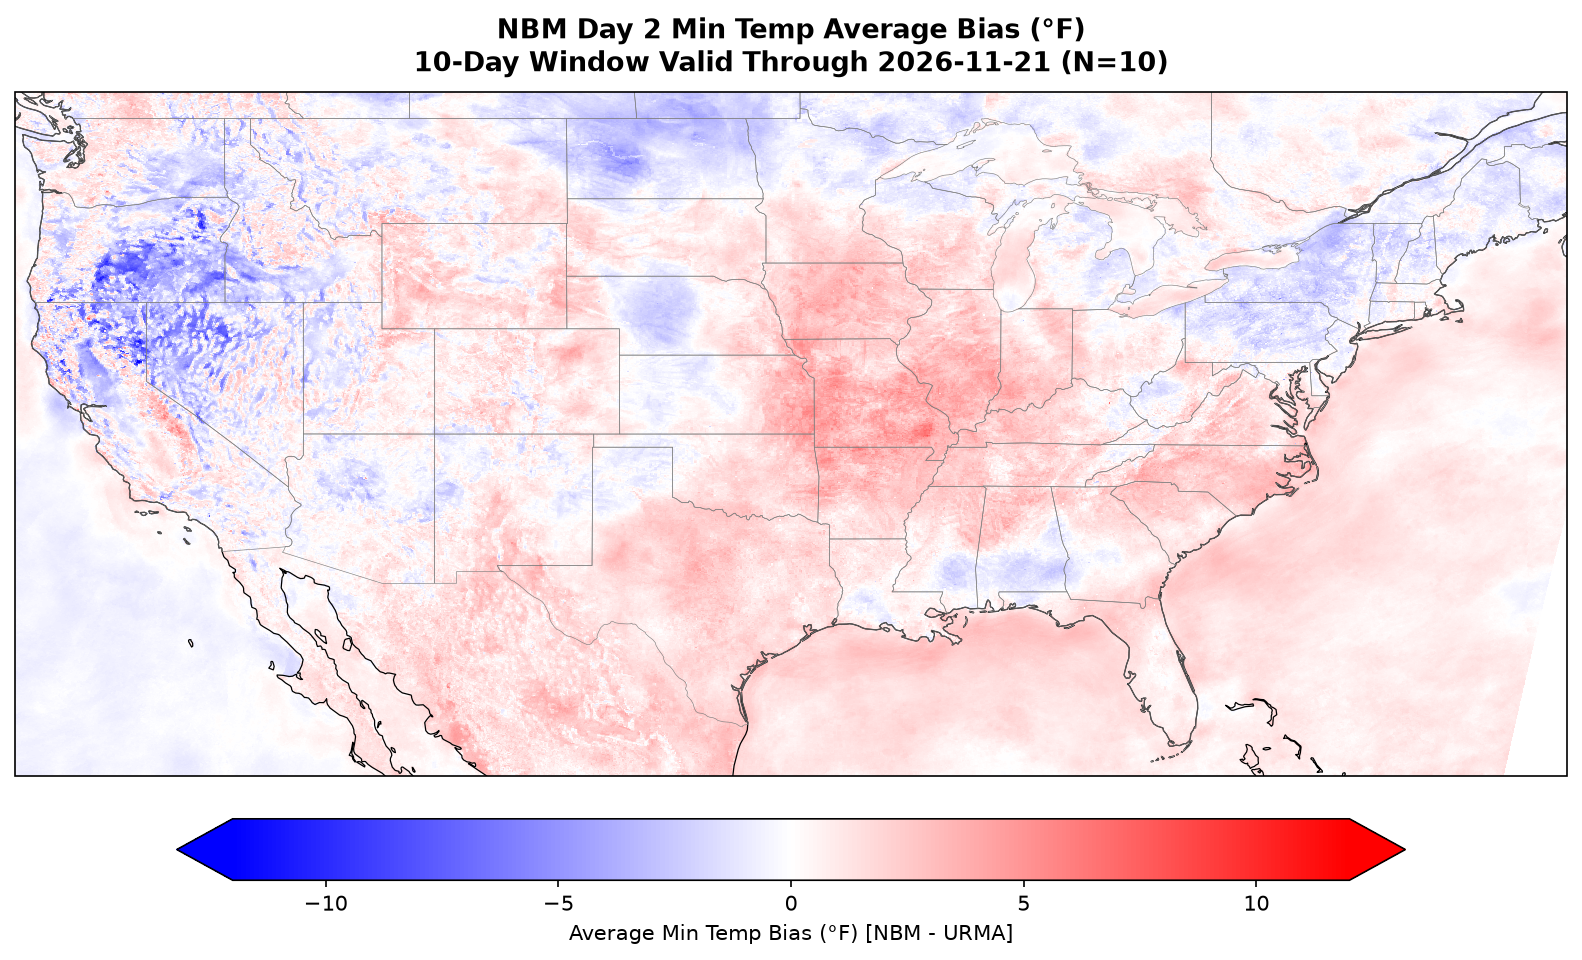 NBM Day 2 Min Temp Average Bias (°F)
10-Day Window Valid Through 2026-11-21 (N=10)
−10 −5 0 5 10
Average Min Temp Bias (°F) [NBM - URMA]